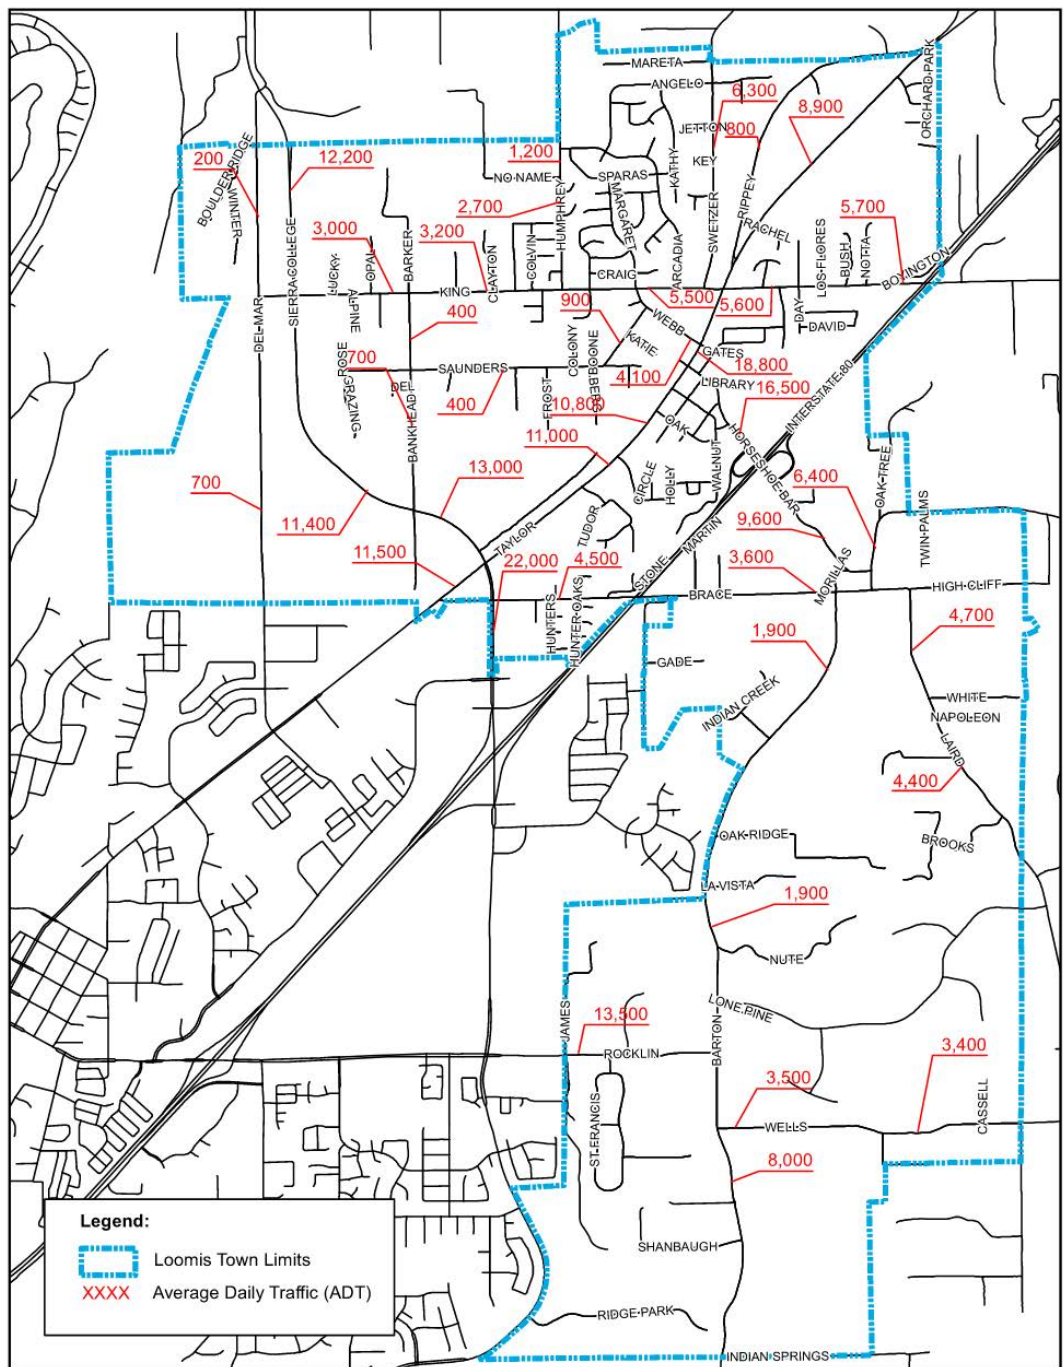 MARETA
ORCHARD PARK
ANGELO
6,300
8,900
JETTON
800
KEY
BOULDER RIDGE
200
12,200
1,200
WINTER
NO NAME
SPARAS
KATHY
RIPPEY
2,700
HUMPHREY
MARGARET
SWETZER
RACHEL
3,000
3,200
SIERRA COLLEGE
LUCKY
OPAL
BARKER
CLAYTON
COLVIN
CRAIG
ARCADIA
5,700
LOS FLORES
BUSH
NOTTA
BOYINGTON
ALPINE
KING
DEL MAR
400
900
5,500
5,600
DAY
DAVID
WEBB
KATIE
GATES
ROSE
700
SAUNDERS
COLONY
BOONE
4,100
18,800
GRAZING
DEL
400
FROST
BEBBS
LIBRARY
16,500
INTERSTATE 80
10,800
OAK
BANKHEAD
11,000
HORSESHOE BAR
WALNUT
CIRCLE
HOLLY
13,000
700
6,400
OAK TREE
11,400
TAYLOR
TUDOR
MARTIN
9,600
TWIN PALMS
11,500
22,000
4,500
STONE
3,600
MORILLAS
HUNTERS
HUNTER OAKS
BRACE
HIGH CLIFF
1,900
4,700
GADE
INDIAN CREEK
WHITE
NAPOLEON
LAIRD
4,400
OAK RIDGE
BROOKS
LA VISTA
1,900
NUTE
LONE PINE
JAMES
13,500
ROCKLIN
BARTON
3,400
3,500
CASSELL
ST FRANCIS
WELLS
8,000
SHANBAUGH
RIDGE PARK
INDIAN SPRINGS
Legend:
Loomis Town Limits
XXXX Average Daily Traffic (ADT)